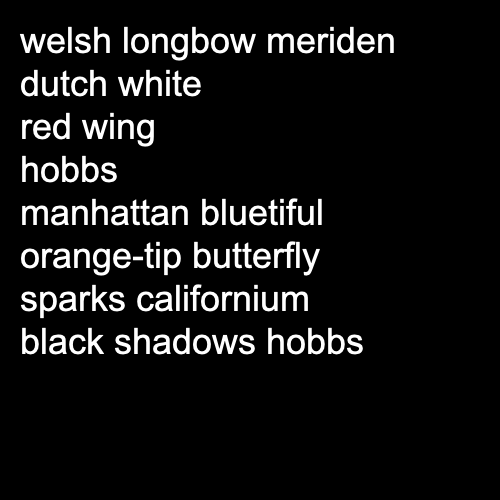 welsh longbow meriden
dutch white
red wing
hobbs
manhattan bluetiful
orange-tip butterfly
sparks californium
black shadows hobbs